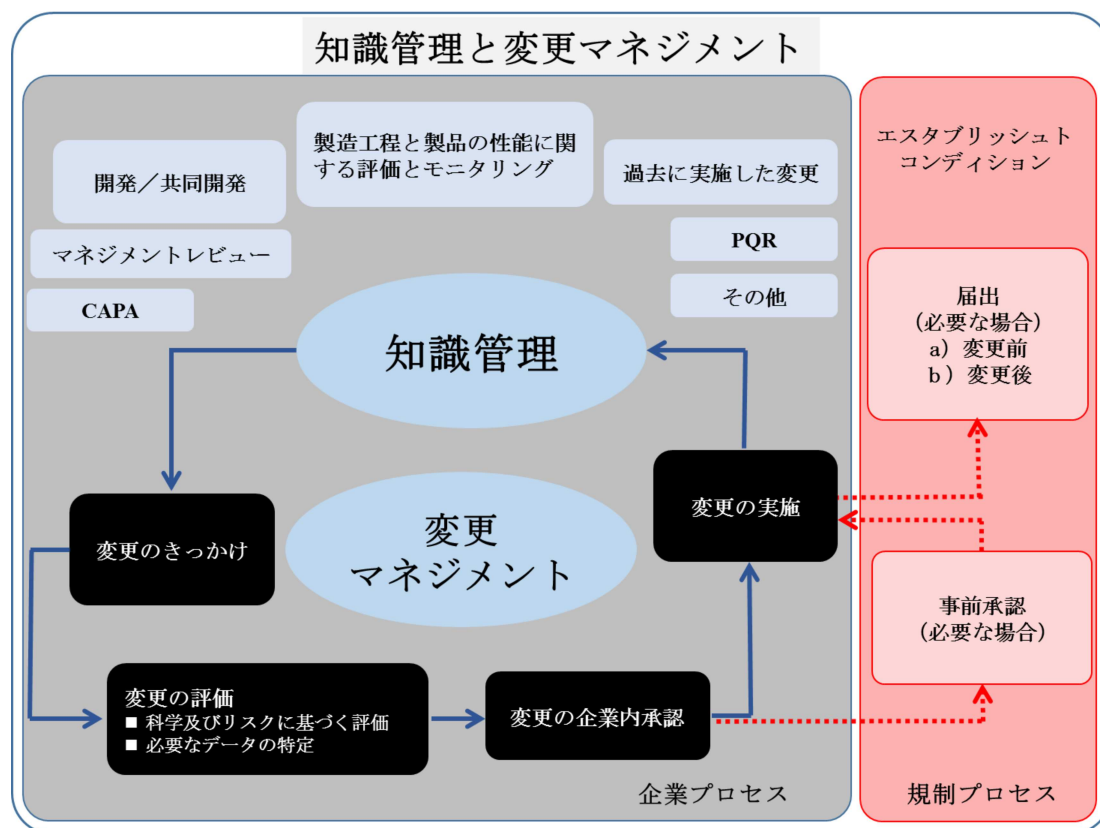 知識管理と変更マネジメント
開発／共同開発
製造工程と製品の性能に関
する評価とモニタリング
過去に実施した変更
マネジメントレビュー
PQR
CAPA
その他
知識管理
変更のきっかけ
変更
マネジメント
変更の実施
変更の評価
■ 科学及びリスクに基づく評価
■ 必要なデータの特定
変更の企業内承認
企業プロセス
エスタブリッシュト
コンディション
届出
（必要な場合）
a）変更前
b）変更後
事前承認
（必要な場合）
規制プロセス